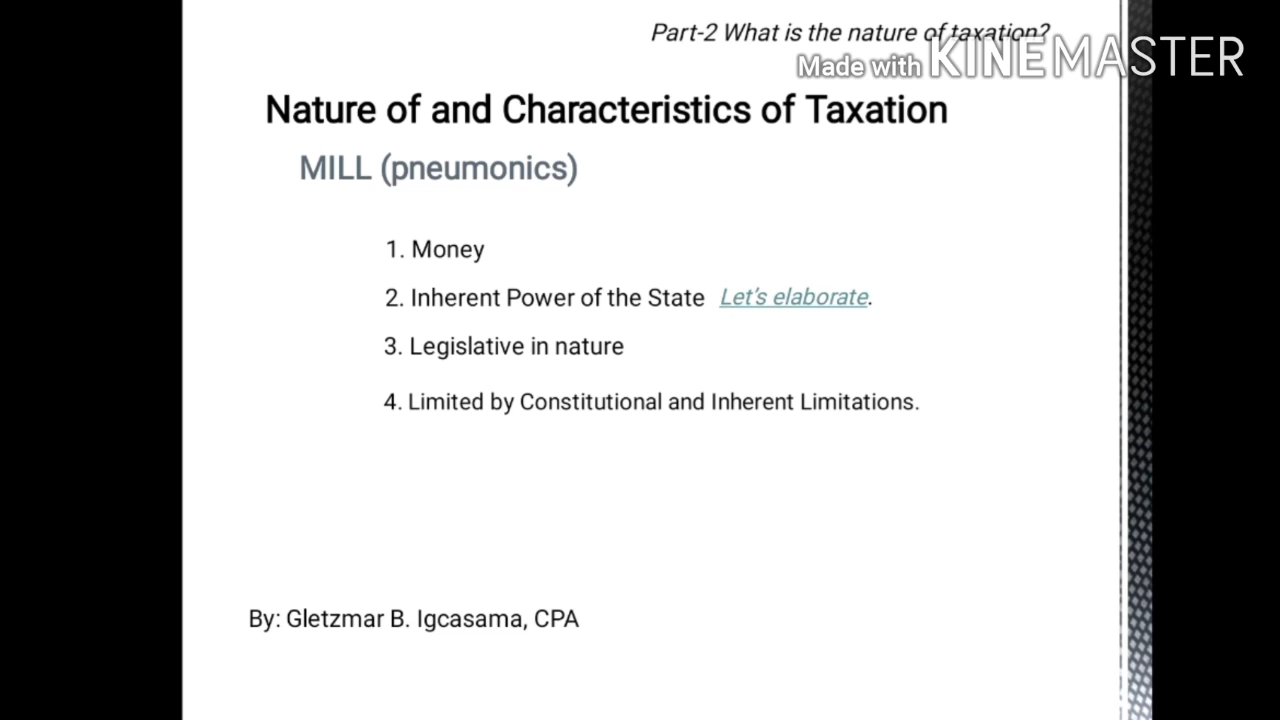 Part-2 What is the nature of taxation?
Made with KINEMASTER
Nature of and Characteristics of Taxation
MILL (pneumonics)
1. Money
2. Inherent Power of the State Let's elaborate.
3. Legislative in nature
4. Limited by Constitutional and Inherent Limitations.
By: Gletzmar B. Igcasama, CPA